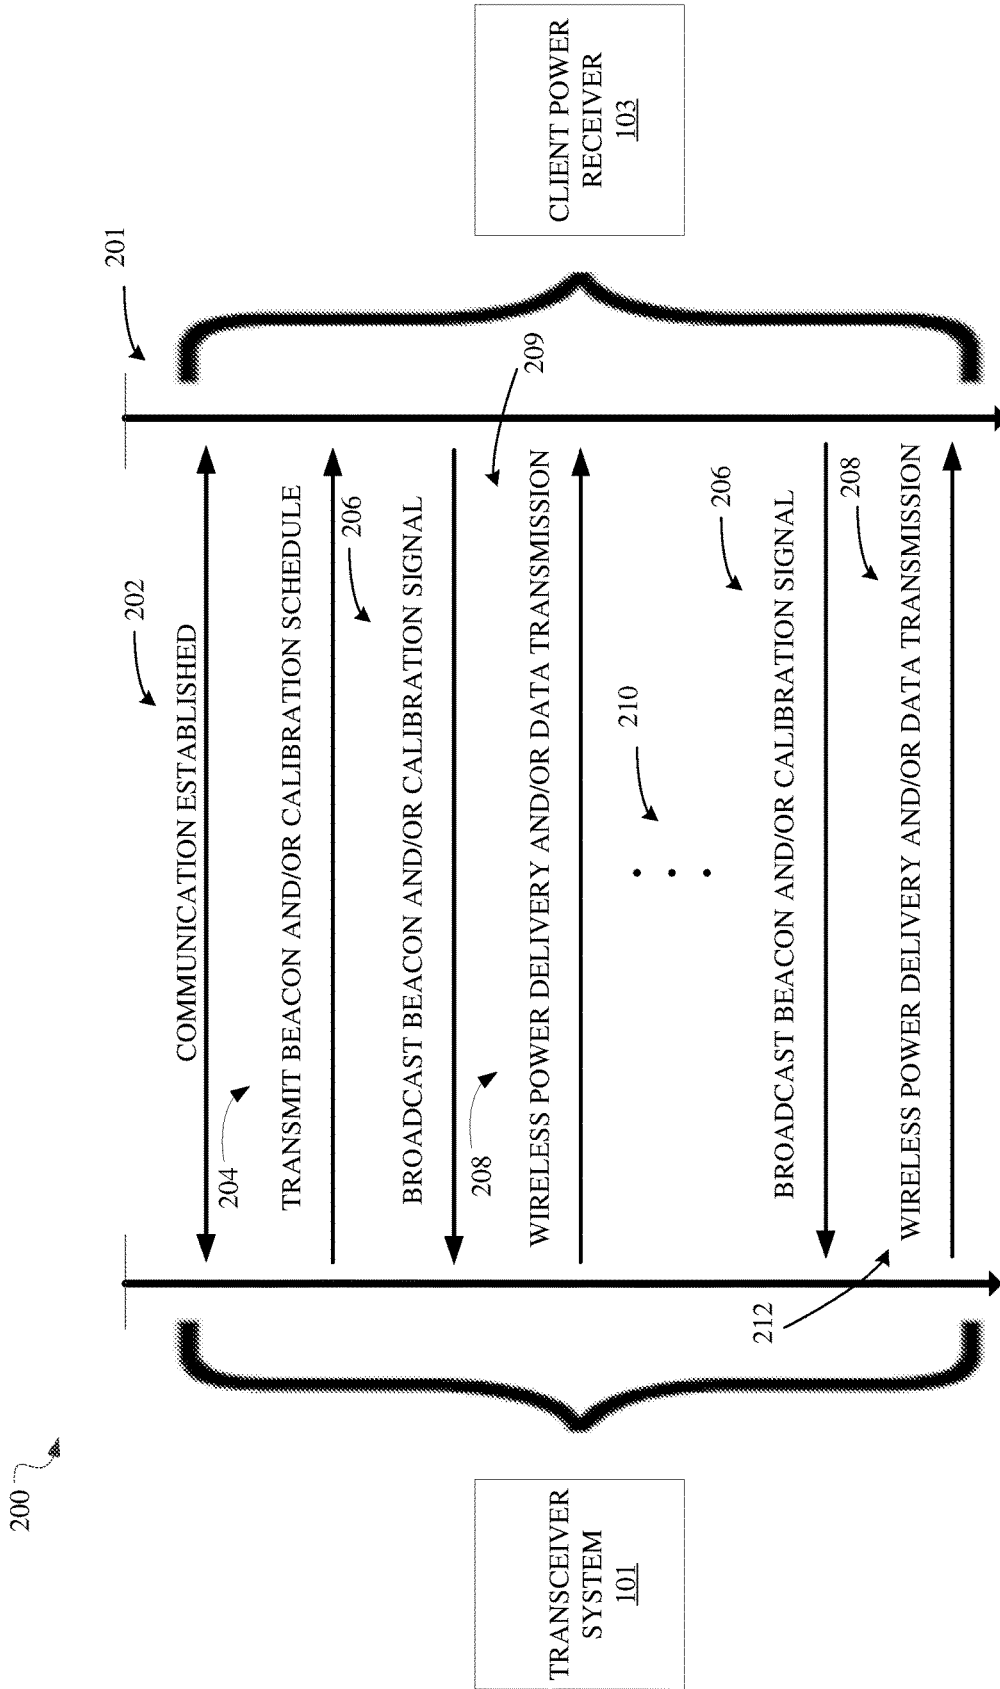 200
201
202
COMMUNICATION ESTABLISHED
204
TRANSMIT BEACON AND/OR CALIBRATION SCHEDULE
206
BROADCAST BEACON AND/OR CALIBRATION SIGNAL
208
209
WIRELESS POWER DELIVERY AND/OR DATA TRANSMISSION
TRANSCEIVER
SYSTEM
101
CLIENT POWER
RECEIVER
103
210
206
BROADCAST BEACON AND/OR CALIBRATION SIGNAL
212
208
WIRELESS POWER DELIVERY AND/OR DATA TRANSMISSION